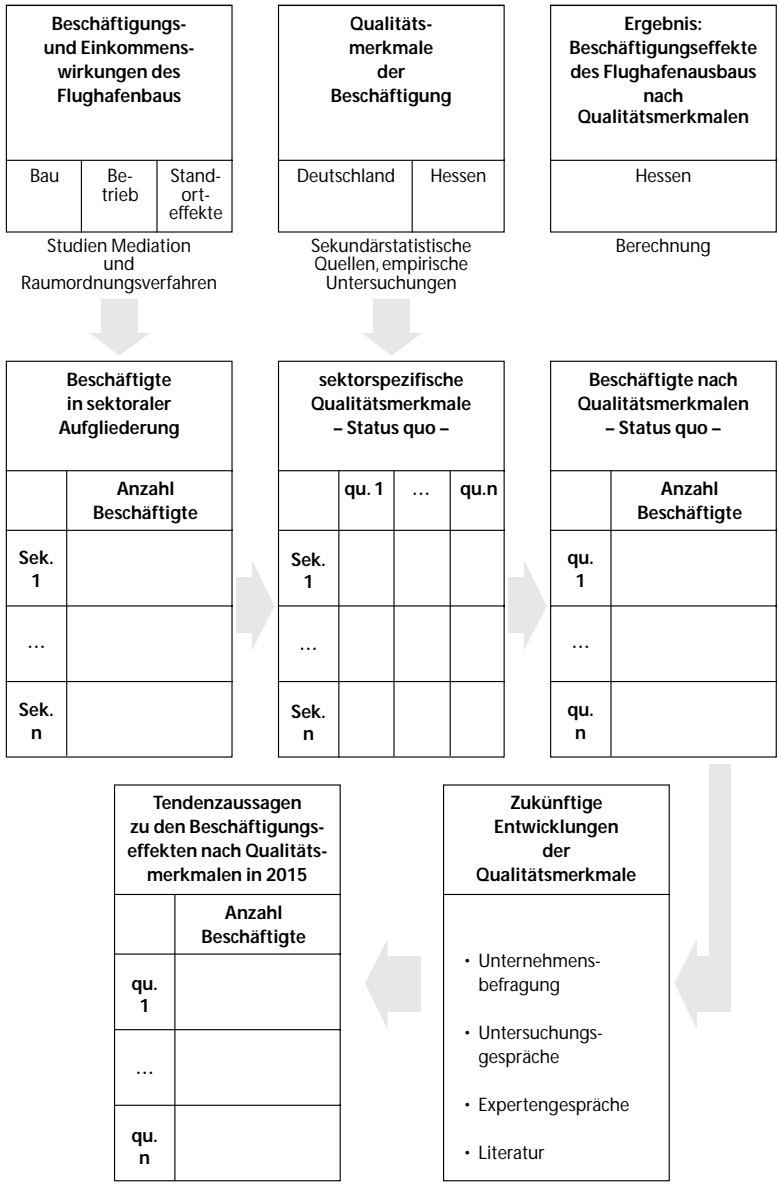 Beschäftigungs-
und Einkommens-
wirkungen des
Flughafenbaus
Bau
Be-
trieb
Stand-
ort-
effekte
Studien Mediation
und
Raumordnungsverfahren
Qualitäts-
merkmale
der
Beschäftigung
Deutschland
Hessen
Sekundärstatistische
Quellen, empirische
Untersuchungen
Ergebnis:
Beschäftigungseffekte
des Flughafenausbaus
nach
Qualitätsmerkmalen
Hessen
Berechnung
Beschäftigte
in sektoraler
Aufgliederung
Anzahl
Beschäftigte
Sek.
1
...
Sek.
n
sektorspezifische
Qualitätsmerkmale
– Status quo –
qu. 1
...
qu.n
Sek.
1
...
Sek.
n
Beschäftigte nach
Qualitätsmerkmalen
– Status quo –
Anzahl
Beschäftigte
qu.
1
...
qu.
n
Tendenzaussagen
zu den Beschäftigungs-
effekten nach Qualitäts-
merkmalen in 2015
Anzahl
Beschäftigte
qu.
1
...
qu.
n
Zukünftige
Entwicklungen
der
Qualitätsmerkmale
• Unternehmens-
befragung
• Untersuchungs-
gespräche
• Expertengespräche
• Literatur